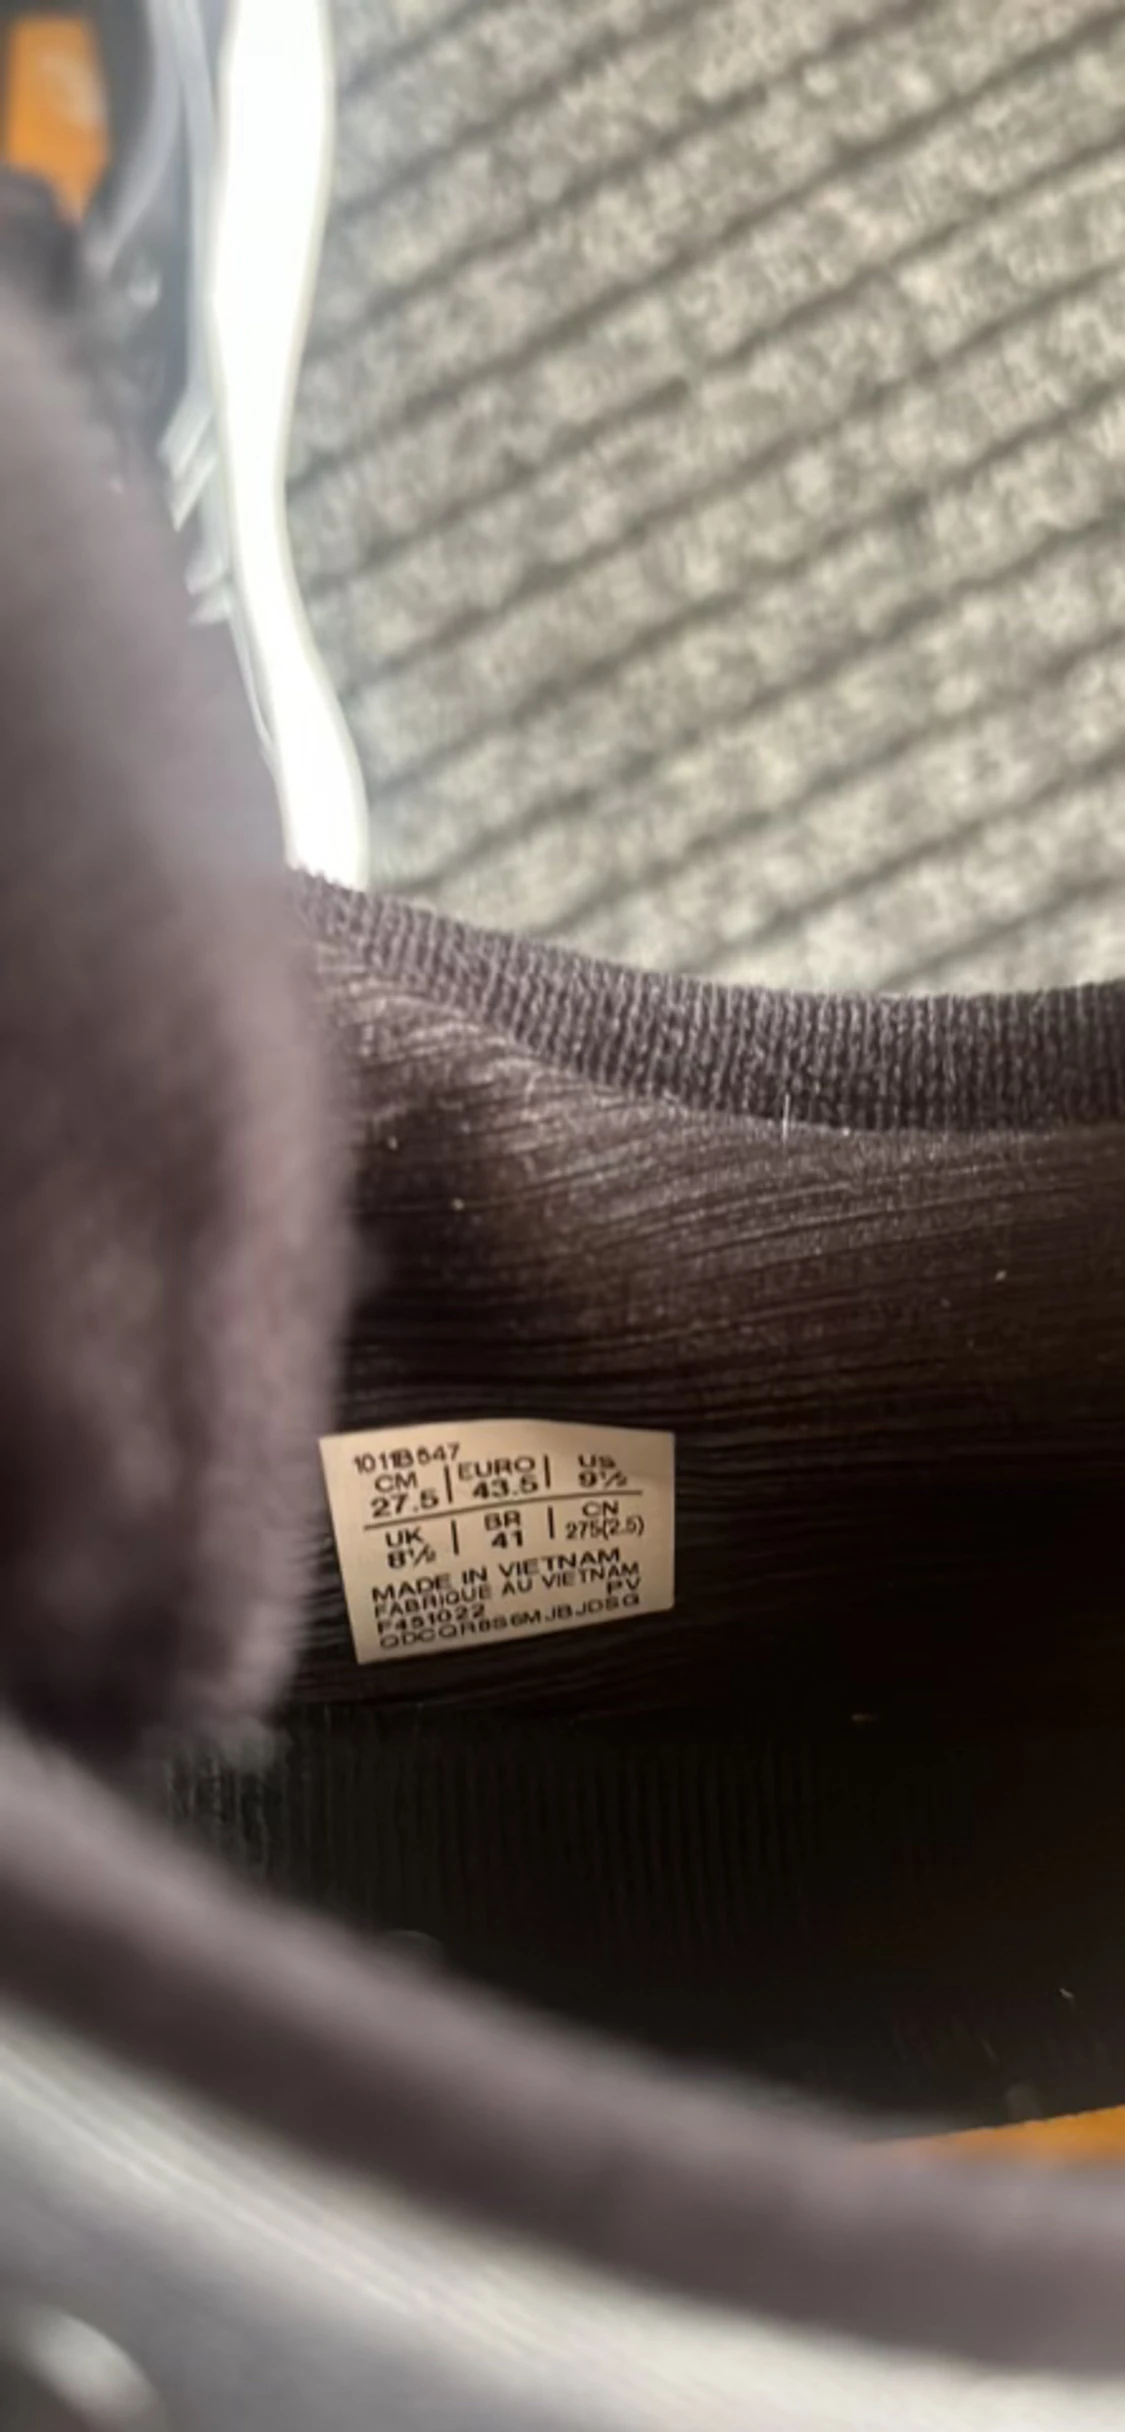 1011B547
CM | EURO | US
27.5 | 43.5 | 9½
UK | BR | CN
8½ | 41 | 275(2.5)
MADE IN VIETNAM
FABRIQUE AU VIETNAM
F451022 PV
QDCQR8S6MJBJDSG